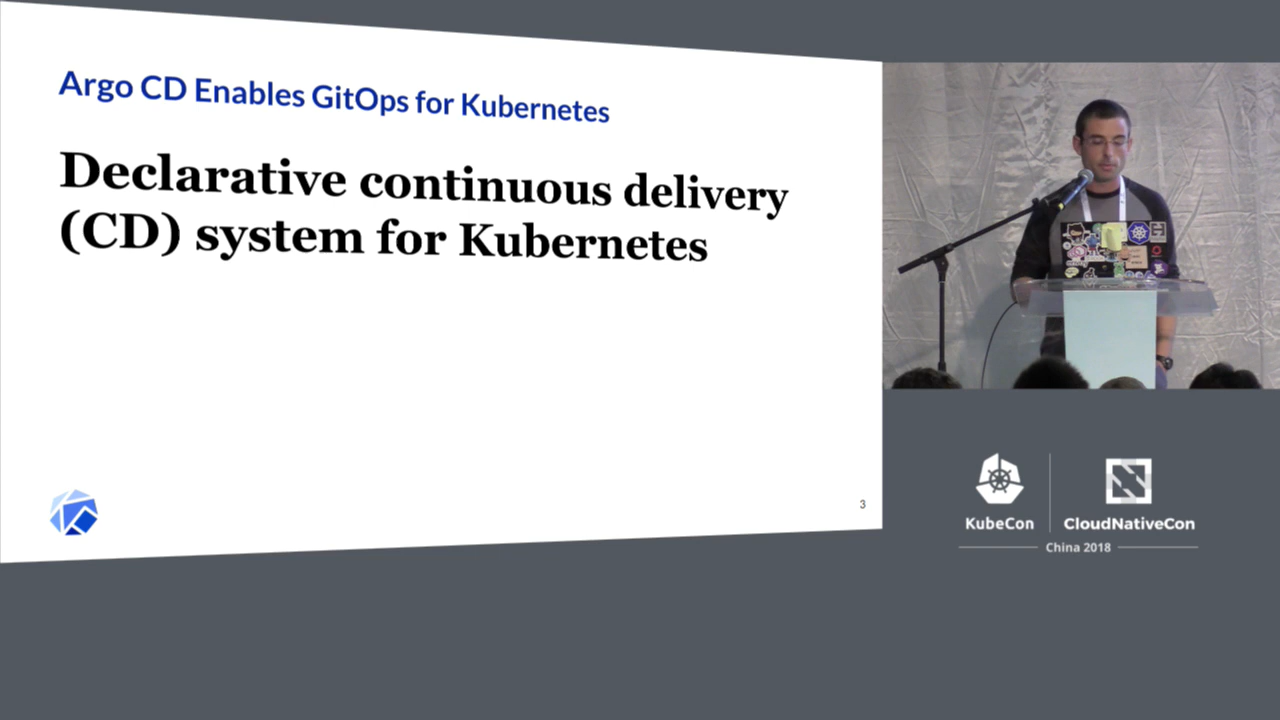 Argo CD Enables GitOps for Kubernetes
Declarative continuous delivery
(CD) system for Kubernetes
3
KubeCon
CloudNativeCon
China 2018